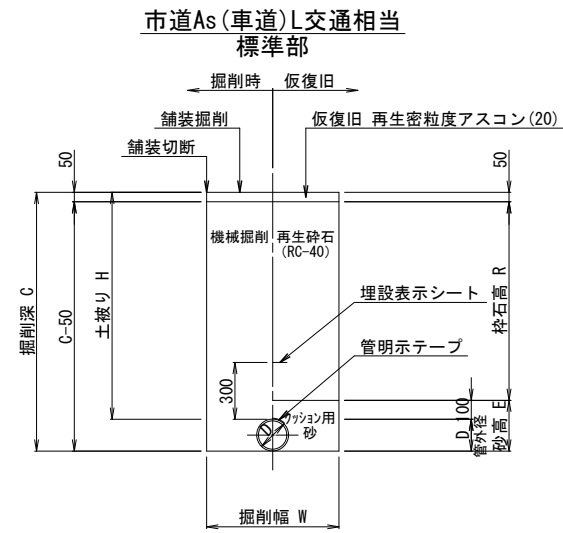 市道As(車道)L交通相当
標準部
掘削時 仮復旧
舗装掘削
仮復旧 再生密粒度アスコン(20)
舗装切断
50
50
機械掘削
再生砕石
(RC-40)
掘削深 C
C-50
土被り H
埋設表示シート
管明示テープ
300
枠石高 R
クッション用
砂
D
100
D
管外径
砂高 E
掘削幅 W